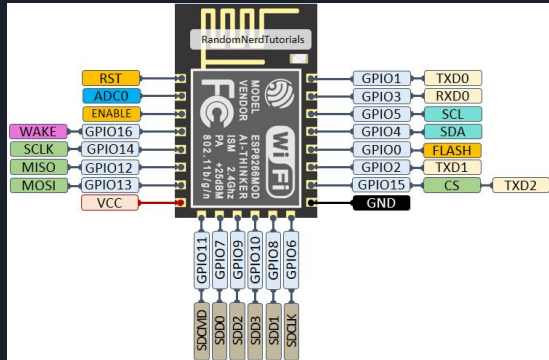 RandomNerdTutorials
RST
ADC0
ENABLE
WAKE GPIO16
SCLK GPIO14
MISO GPIO12
MOSI GPIO13
VCC
MODEL ESP8266MOD
VENDOR AI-THINKER
ISM 2.4GHz
PA +25dBM
802.11b/g/n
FC
Wi Fi
GPIO1 TXD0
GPIO3 RXD0
GPIO5 SCL
GPIO4 SDA
GPIO0 FLASH
GPIO2 TXD1
GPIO15 CS TXD2
GND
GPIO11 SDCMD
GPIO7 SDD0
GPIO9 SDD2
GPIO10 SDD3
GPIO8 SDD1
GPIO6 SDCLK